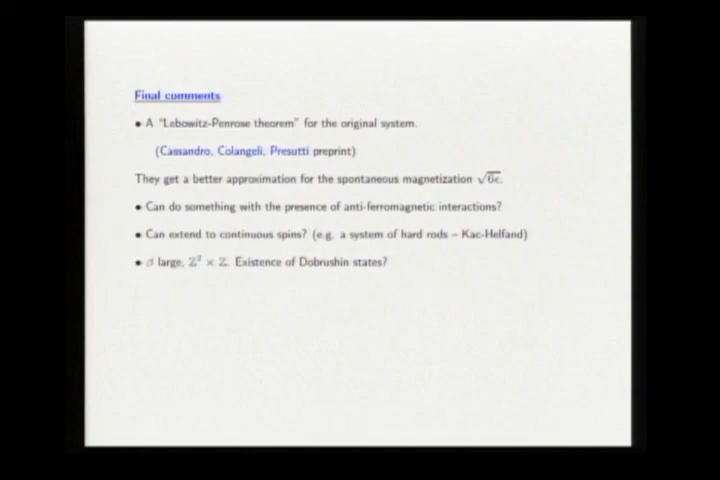 Final comments
• A "Lebowitz-Penrose theorem" for the original system.
(Cassandro, Colangeli, Presutti preprint)
They get a better approximation for the spontaneous magnetization √6ϵ.
• Can do something with the presence of anti-ferromagnetic interactions?
• Can extend to continuous spins? (e.g. a system of hard rods – Kac-Helfand)
• β large, ℤ² × ℤ. Existence of Dobrushin states?